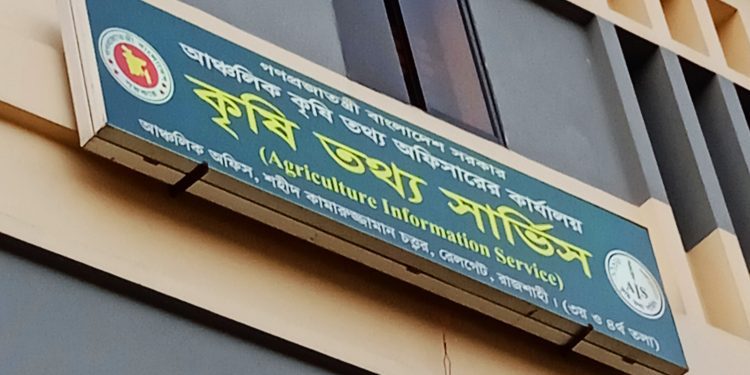 গণপ্রজাতন্ত্রী বাংলাদেশ সরকার
আঞ্চলিক কৃষি তথ্য অফিসারের কার্যালয়
কৃষি তথ্য সার্ভিস
(Agriculture Information Service)
আঞ্চলিক অফিস, শহীদ কামারুজ্জামান চত্ত্বর, রেলগেট, রাজশাহী। (৩য় ও ৪র্থ তলা)
AIS